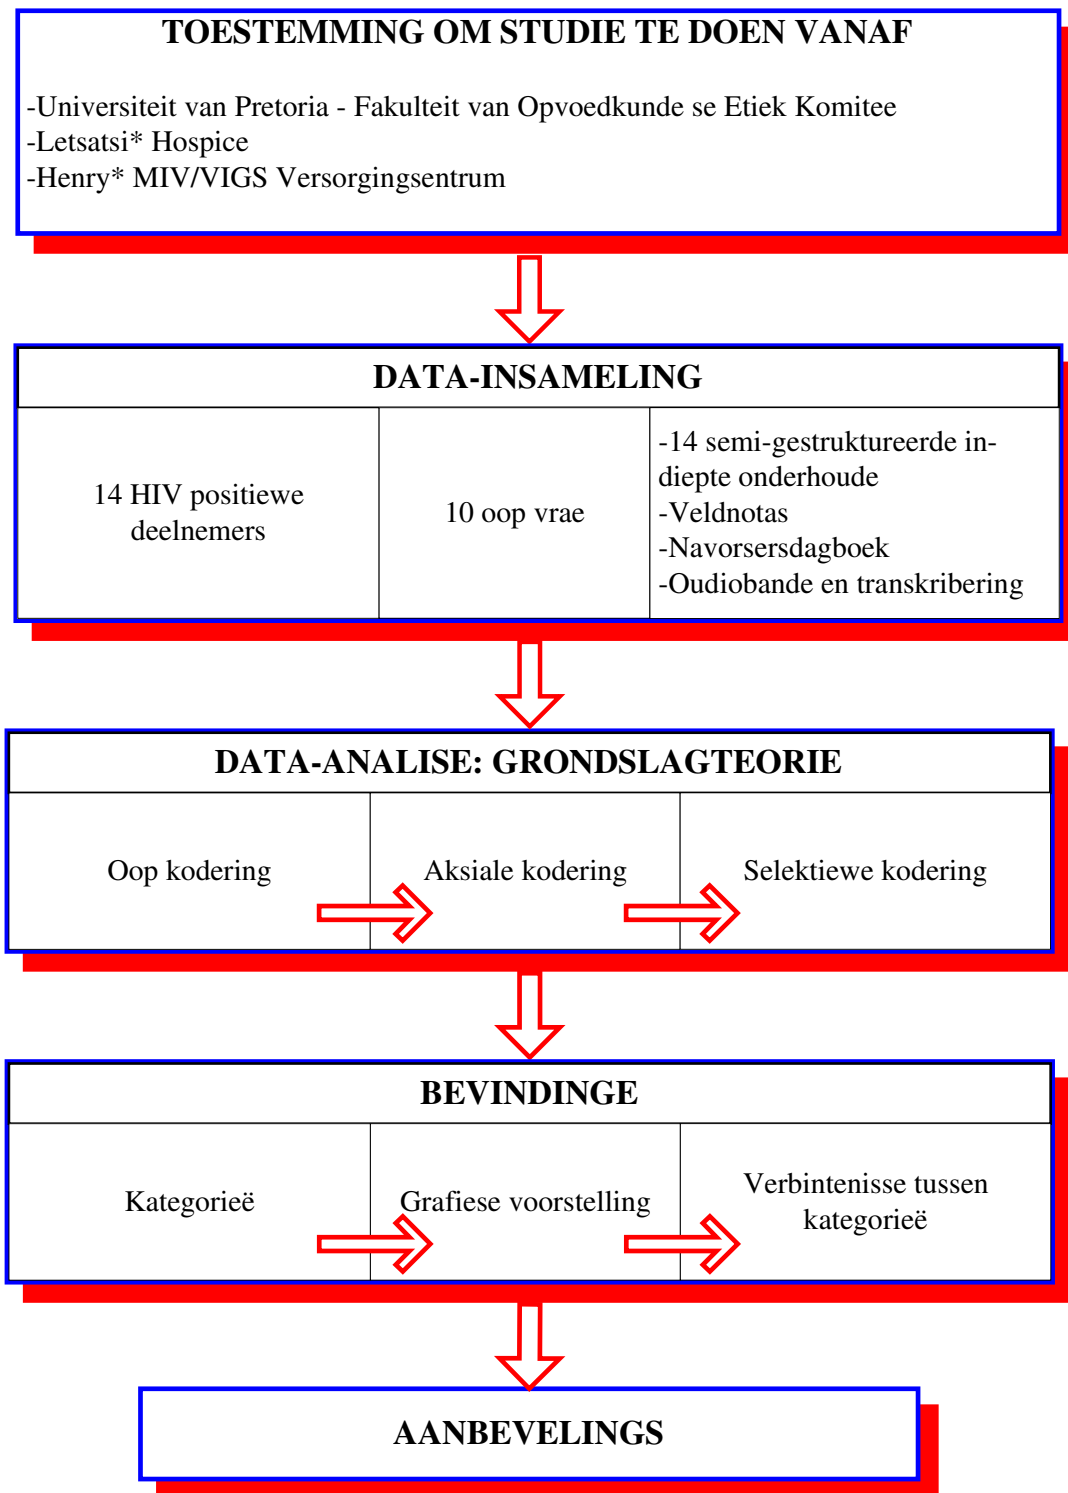 TOESTEMMING OM STUDIE TE DOEN VANAF
-Universiteit van Pretoria - Fakulteit van Opvoedkunde se Etiek Komitee
-Letsatsi* Hospice
-Henry* MIV/VIGS Versorgingsentrum
DATA-INSAMELING
14 HIV positiewe
deelnemers
10 oop vrae
-14 semi-gestruktureerde in-
diepte onderhoude
-Veldnotas
-Navorsersdagboek
-Oudiobande en transkribering
DATA-ANALISE: GRONDSLAGTEORIE
Oop kodering
Aksiale kodering
Selektiewe kodering
BEVINDINGE
Kategorieë
Grafiese voorstelling
Verbintenisse tussen
kategorieë
AANBEVELINGS